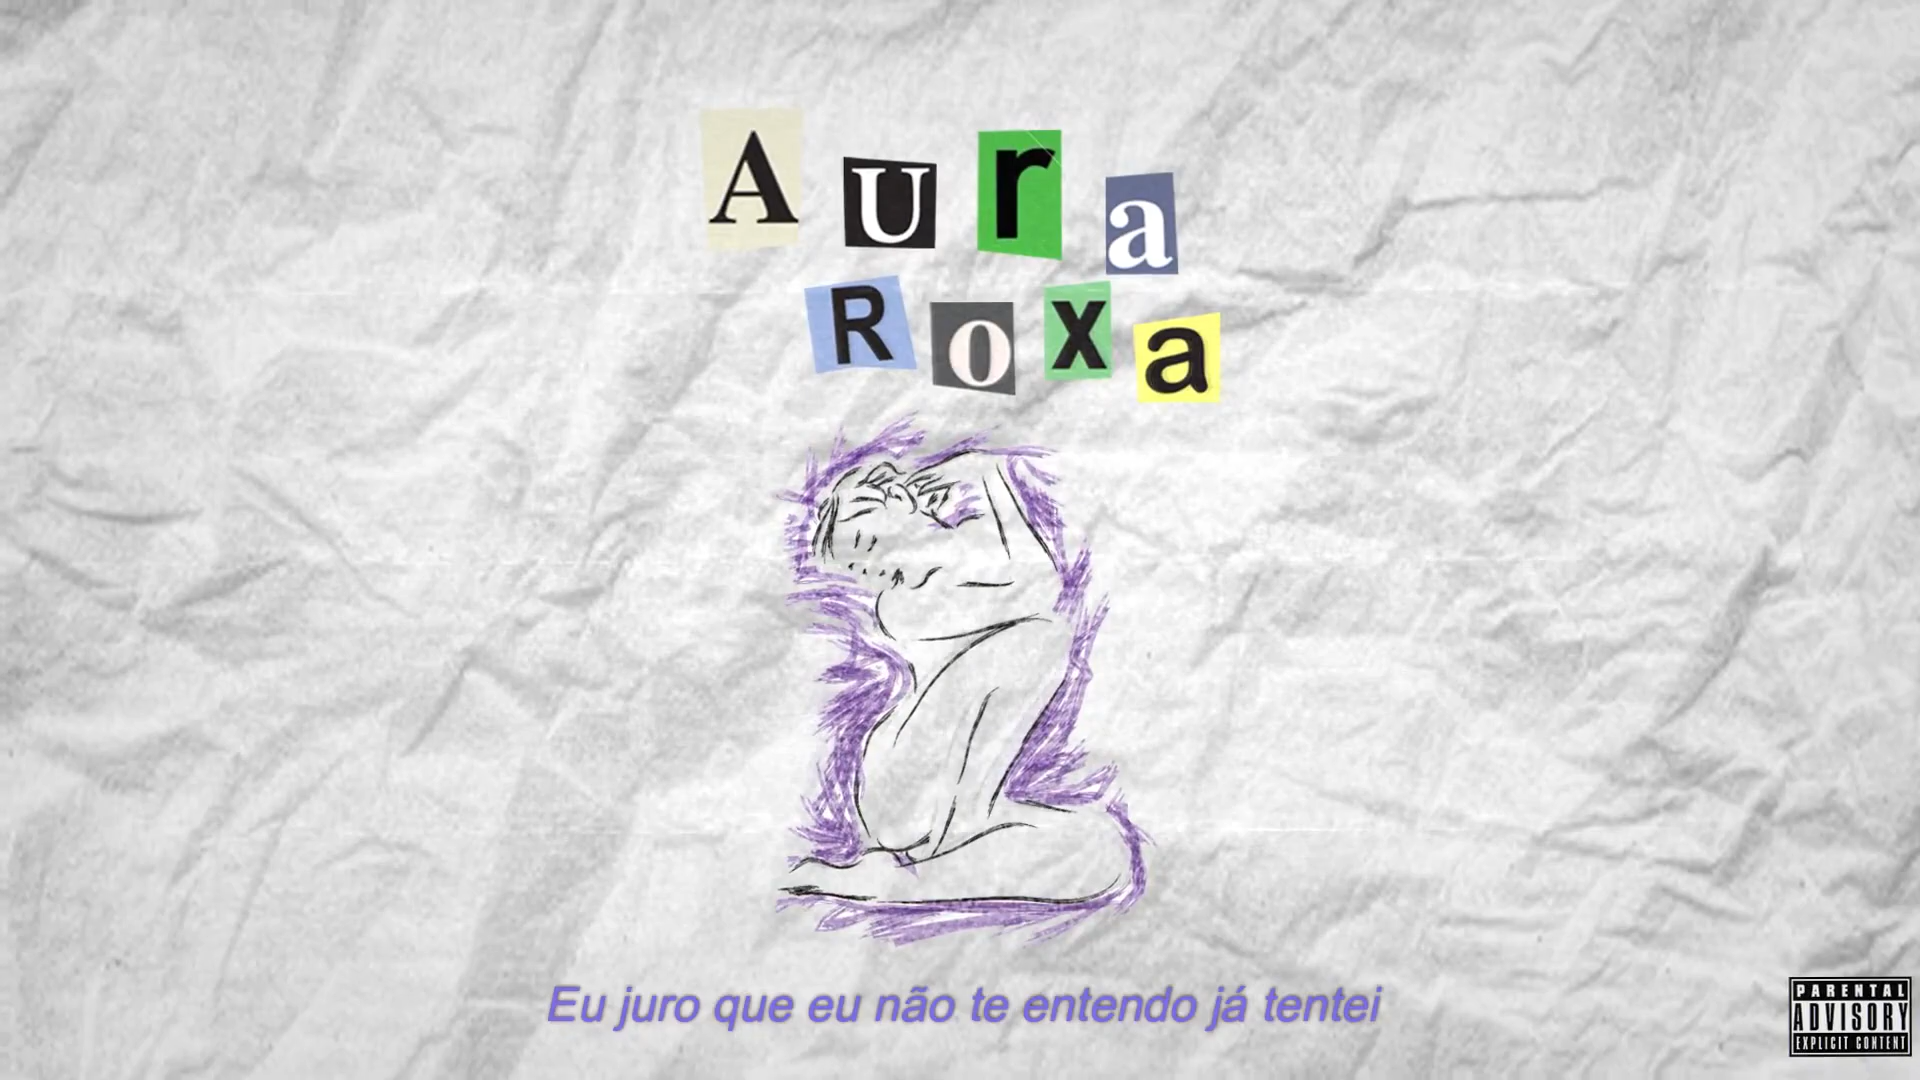 Aura
Roxa
Eu juro que eu não te entendo já tentei
PARENTAL
ADVISORY
EXPLICIT CONTENT